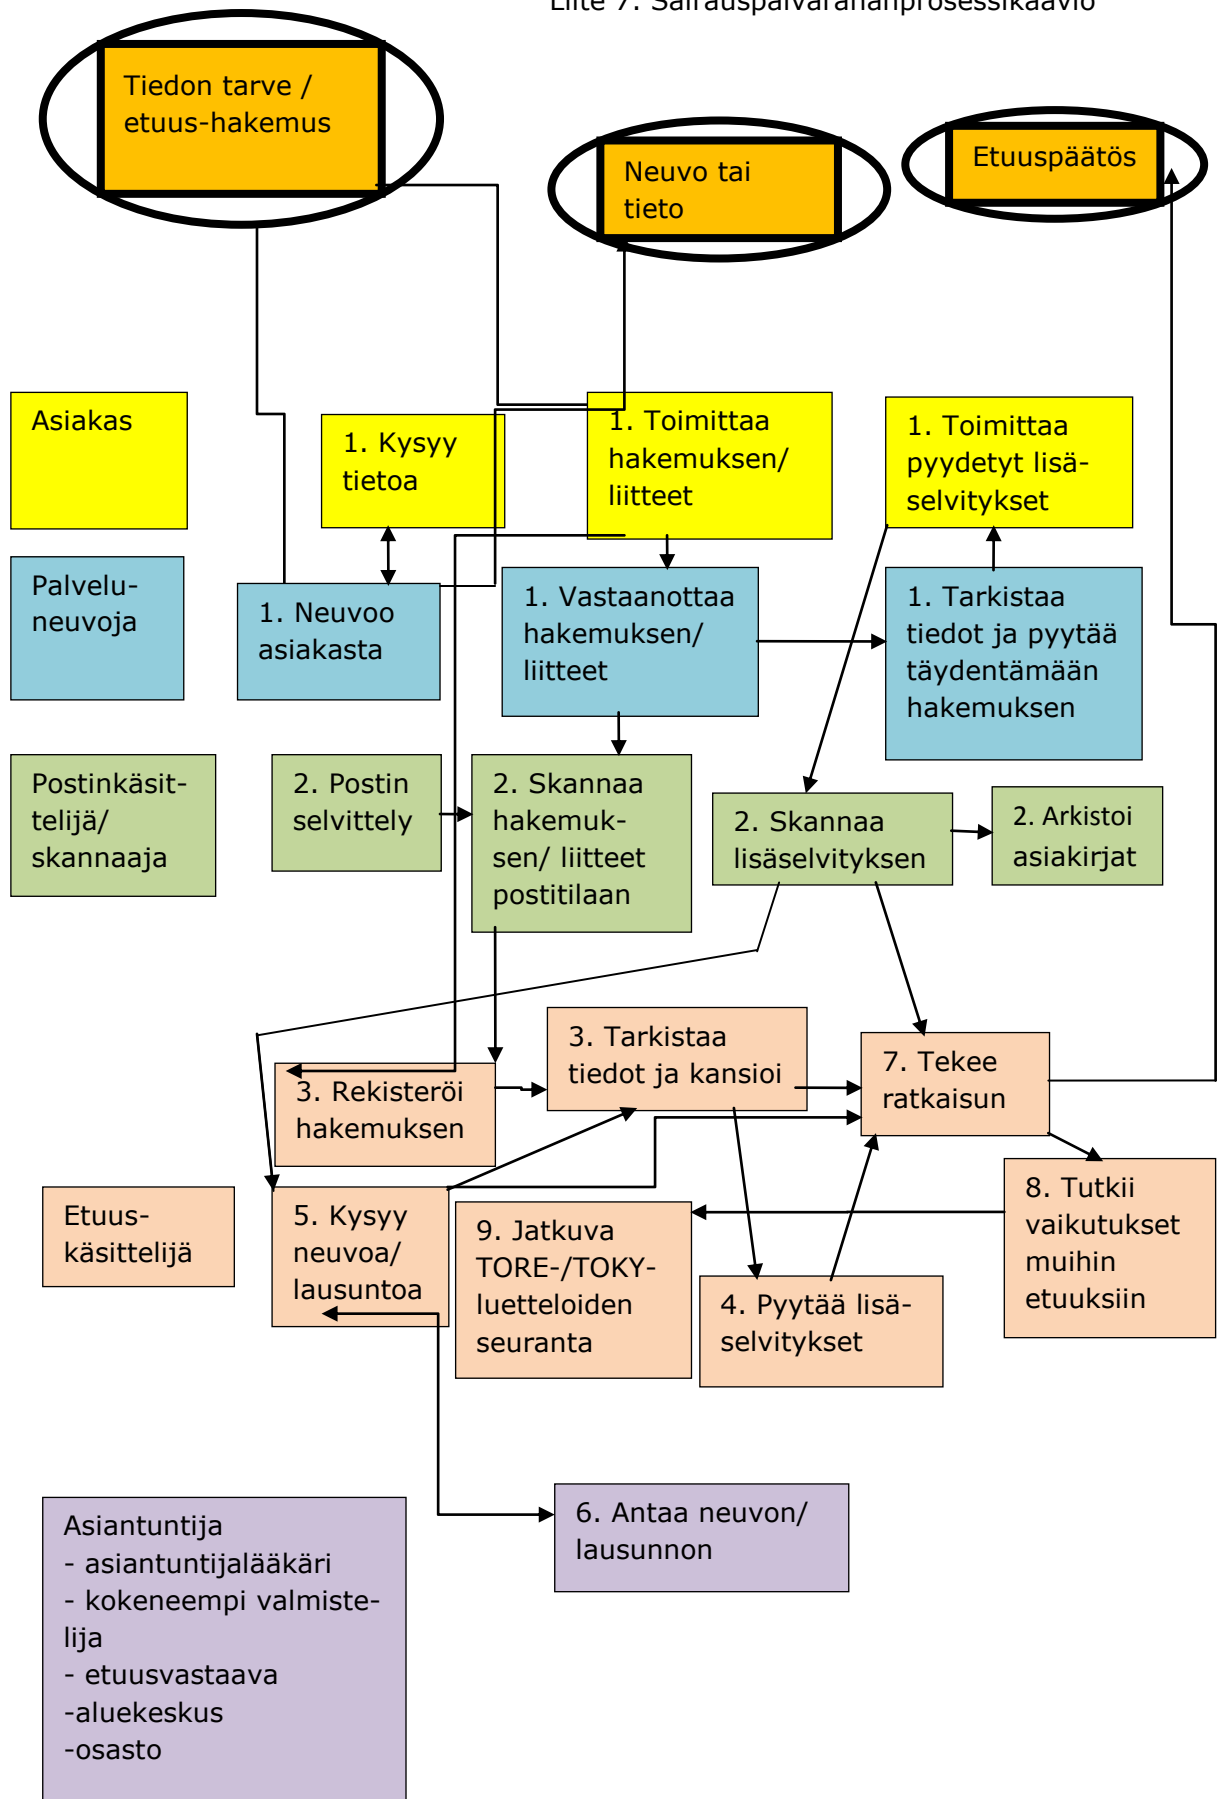 Liite 7. Sairauspäivärahanprosessikaavio
Tiedon tarve /
etuus-hakemus
Neuvo tai
tieto
Etuuspäätös
Asiakas
1. Kysyy
tietoa
1. Toimittaa
hakemuksen/
liitteet
1. Toimittaa
pyydetyt lisä-
selvitykset
Palvelu-
neuvoja
1. Neuvoo
asiakasta
1. Vastaanottaa
hakemuksen/
liitteet
1. Tarkistaa
tiedot ja pyytää
täydentämään
hakemuksen
Postinkäsit-
telijä/
skannaaja
2. Postin
selvittely
2. Skannaa
hakemuk-
sen/ liitteet
postitilaan
2. Skannaa
lisäselvityksen
2. Arkistoi
asiakirjat
3. Rekisteröi
hakemuksen
3. Tarkistaa
tiedot ja kansioi
7. Tekee
ratkaisun
Etuus-
käsittelijä
5. Kysyy
neuvoa/
lausuntoa
9. Jatkuva
TORE-/TOKY-
luetteloiden
seuranta
4. Pyytää lisä-
selvitykset
8. Tutkii
vaikutukset
muihin
etuuksiin
Asiantuntija
- asiantuntijalääkäri
- kokeneempi valmiste-
lija
- etuusvastaava
-aluekeskus
-osasto
6. Antaa neuvon/
lausunnon